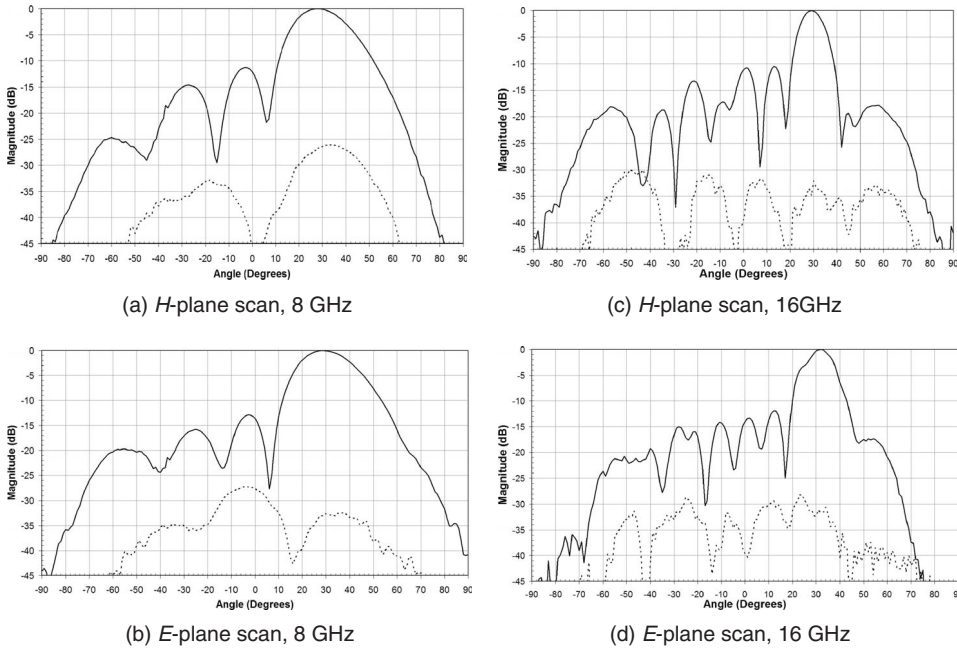 0
-5
-10
-15
-20
-25
-30
-35
-40
-45
Magnitude (dB)
-90 -80 -70 -60 -50 -40 -30 -20 -10 0 10 20 30 40 50 60 70 80 90
Angle (Degrees)
(a) H-plane scan, 8 GHz
0
-5
-10
-15
-20
-25
-30
-35
-40
-45
Magnitude (dB)
-90 -80 -70 -60 -50 -40 -30 -20 -10 0 10 20 30 40 50 60 70 80 90
Angle (Degrees)
(c) H-plane scan, 16GHz
0
-5
-10
-15
-20
-25
-30
-35
-40
-45
Magnitude (dB)
-90 -80 -70 -60 -50 -40 -30 -20 -10 0 10 20 30 40 50 60 70 80 90
Angle (Degrees)
(b) E-plane scan, 8 GHz
0
-5
-10
-15
-20
-25
-30
-35
-40
-45
Magnitude (dB)
-90 -80 -70 -60 -50 -40 -30 -20 -10 0 10 20 30 40 50 60 70 80 90
Angle (Degrees)
(d) E-plane scan, 16 GHz